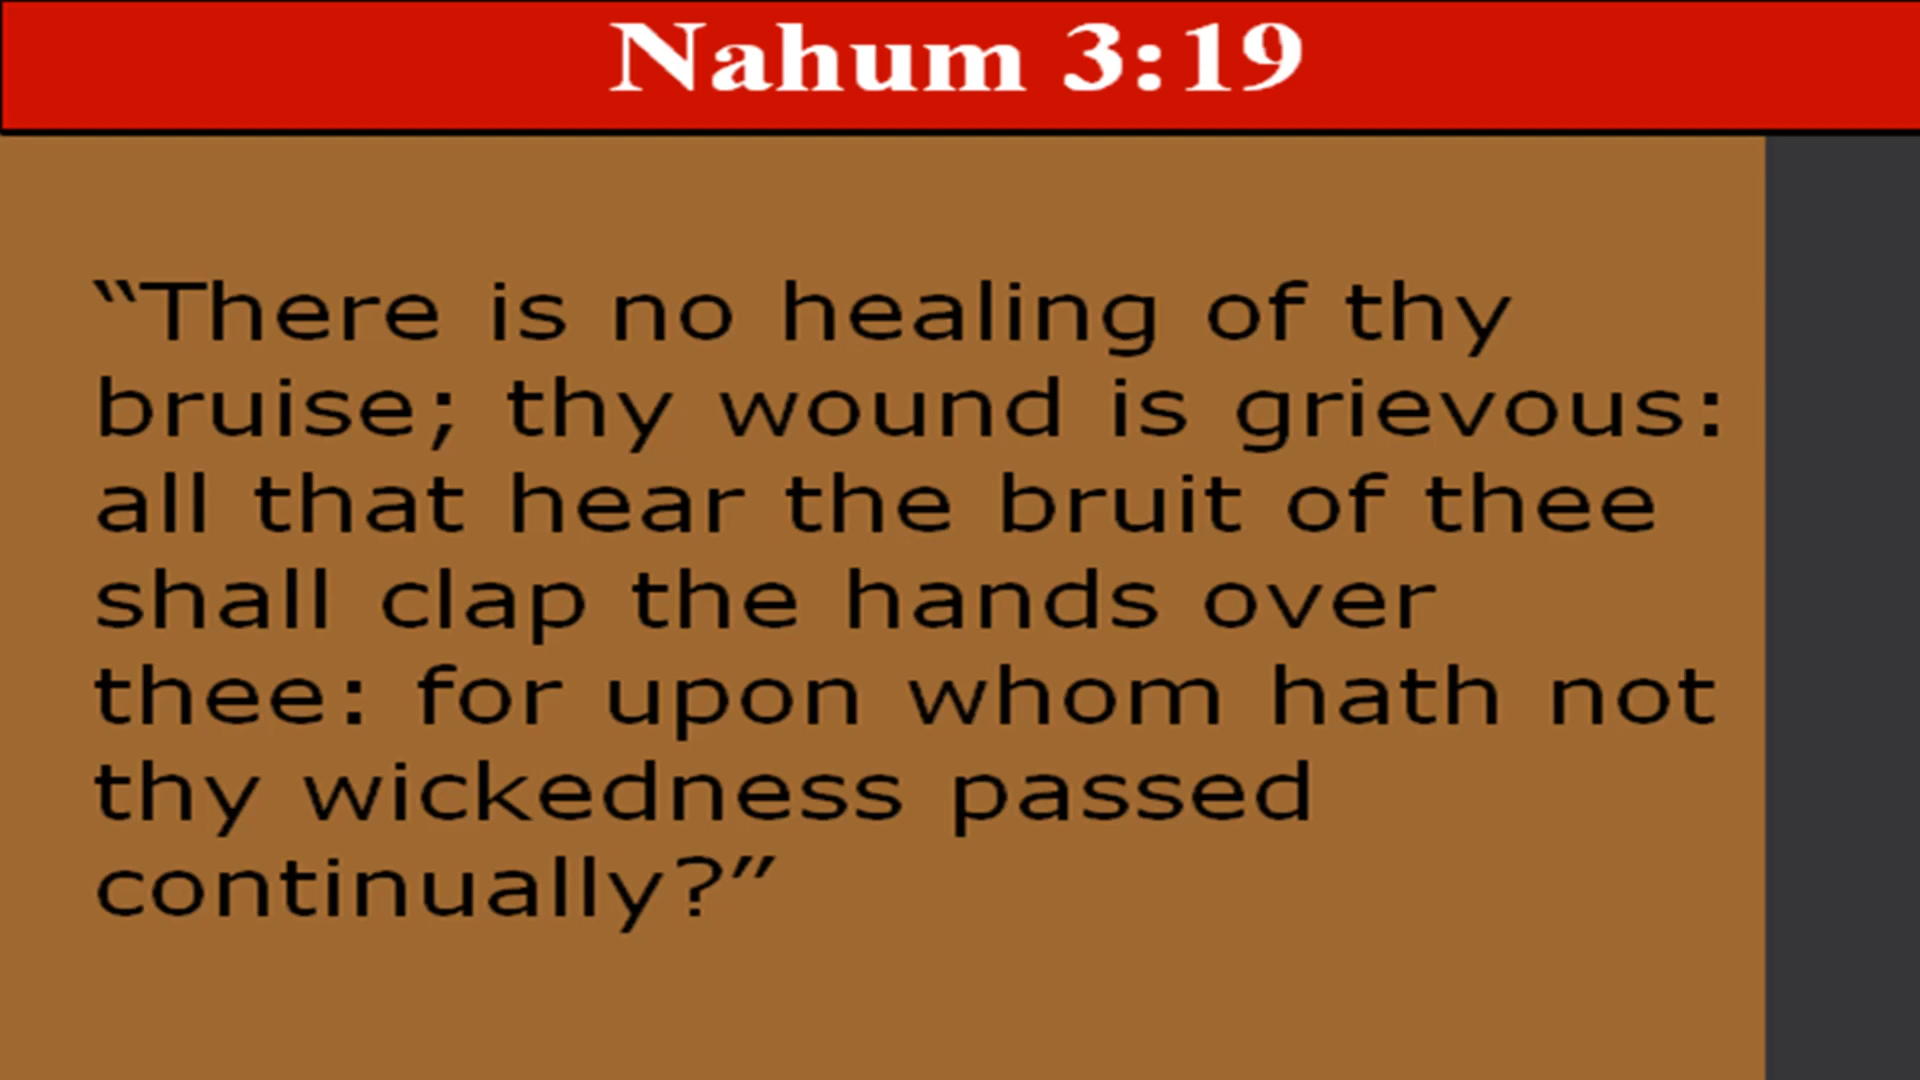 Nahum 3:19
“There is no healing of thy
bruise; thy wound is grievous:
all that hear the bruit of thee
shall clap the hands over
thee: for upon whom hath not
thy wickedness passed
continually?”